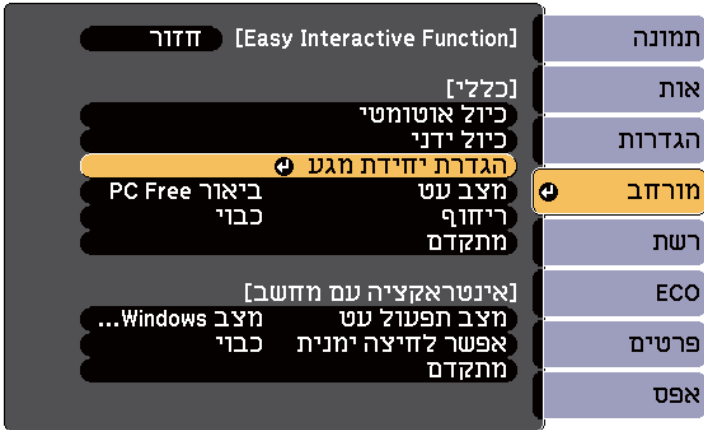 תמונה
אות
הגדרות
מורחב
רשת
ECO
פרטים
אפס
[Easy Interactive Function] חזור
[כללי]
כיול אוטומטי
כיול ידני
הגדרת יחידת מגע
מצב עט ביאור PC Free
ריחוף כבוי
מתקדם
[אינטראקציה עם מחשב]
מצב תפעול עט מצב Windows...
אפשר לחיצה ימנית כבוי
מתקדם